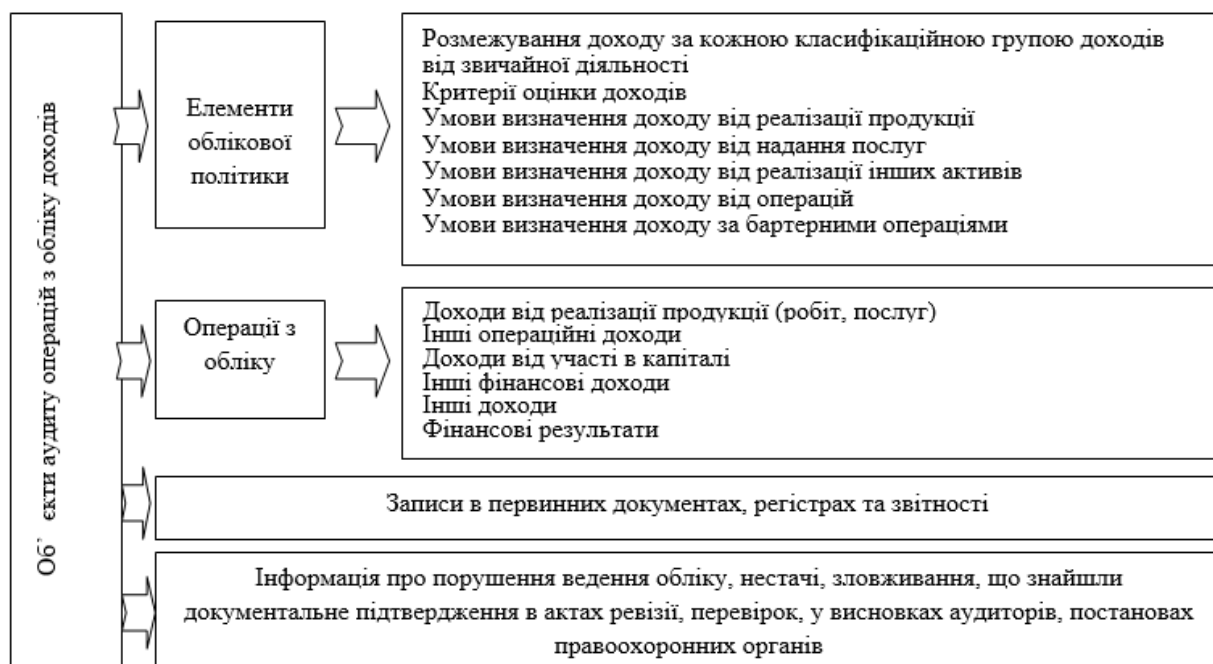 Об’єкти аудиту операцій з обліку доходів
Елементи
облікової
політики
Розмежування доходу за кожною класифікаційною групою доходів
від звичайної діяльності
Критерії оцінки доходів
Умови визначення доходу від реалізації продукції
Умови визначення доходу від надання послуг
Умови визначення доходу від реалізації інших активів
Умови визначення доходу від операцій
Умови визначення доходу за бартерними операціями
Операції з
обліку
Доходи від реалізації продукції (робіт, послуг)
Інші операційні доходи
Доходи від участі в капіталі
Інші фінансові доходи
Інші доходи
Фінансові результати
Записи в первинних документах, регістрах та звітності
Інформація про порушення ведення обліку, нестачі, зловживання, що знайшли
документальне підтвердження в актах ревізії, перевірок, у висновках аудиторів, постановах
правоохоронних органів